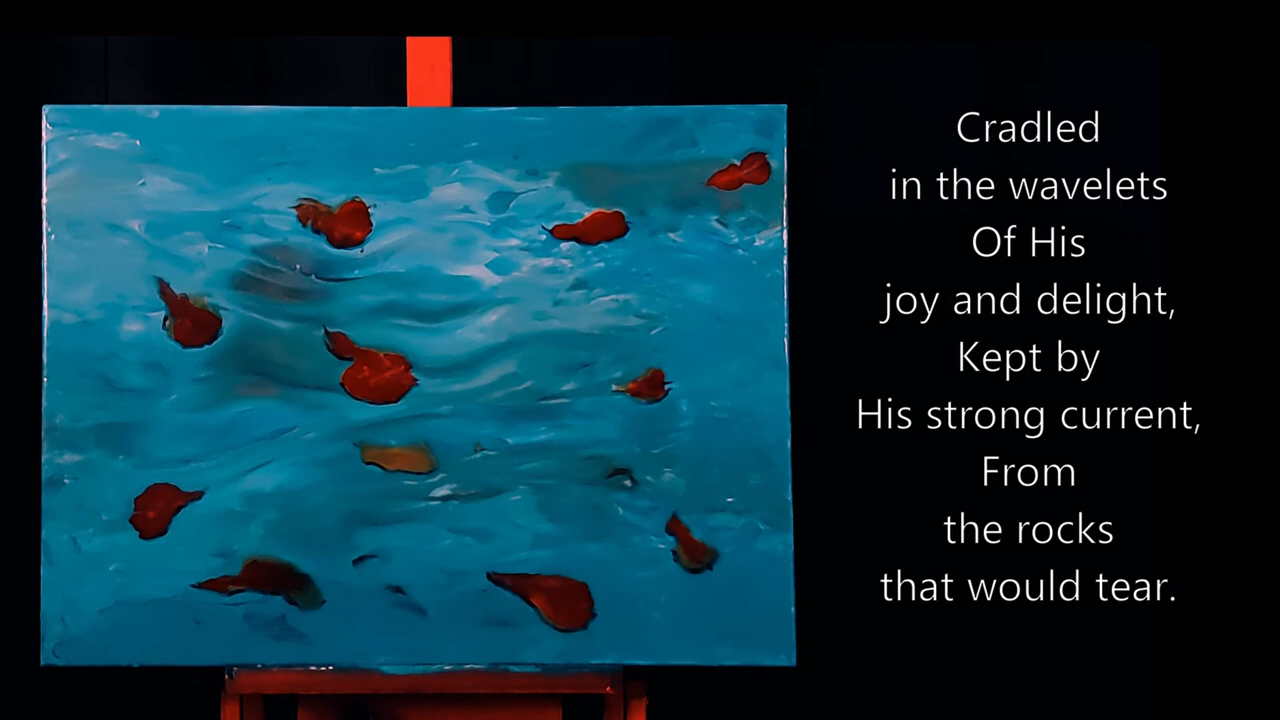 Cradled
in the wavelets
Of His
joy and delight,
Kept by
His strong current,
From
the rocks
that would tear.